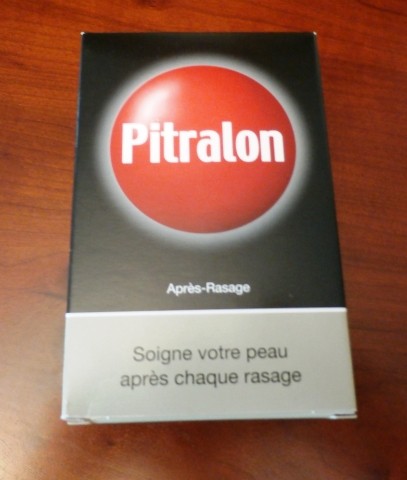 Pitralon
Après-Rasage
Soigne votre peau
après chaque rasage